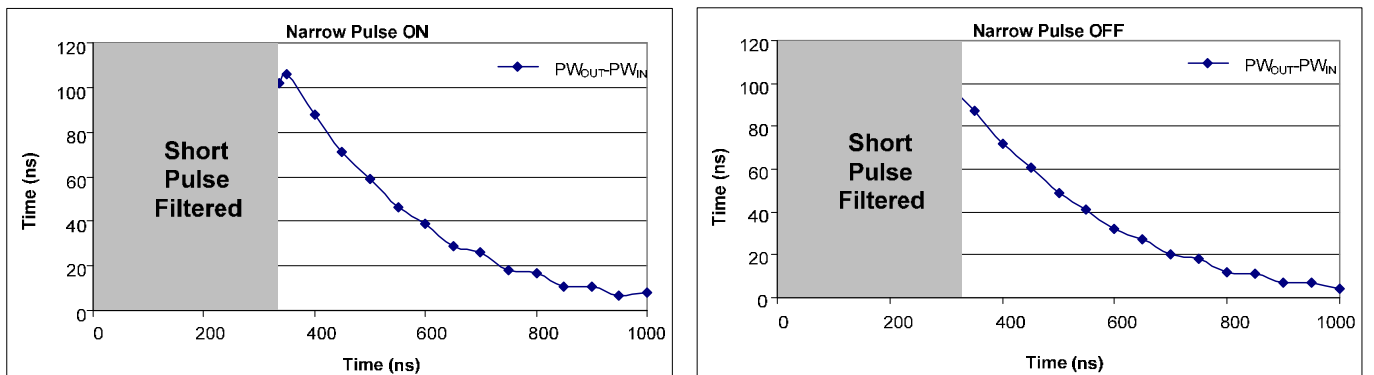 Narrow Pulse ON
120
100
80
60
40
20
0
Time (ns)
PWOUT-PWIN
Short
Pulse
Filtered
0 200 400 600 800 1000
Time (ns)
Narrow Pulse OFF
120
100
80
60
40
20
0
Time (ns)
PWOUT-PWIN
Short
Pulse
Filtered
0 200 400 600 800 1000
Time (ns)